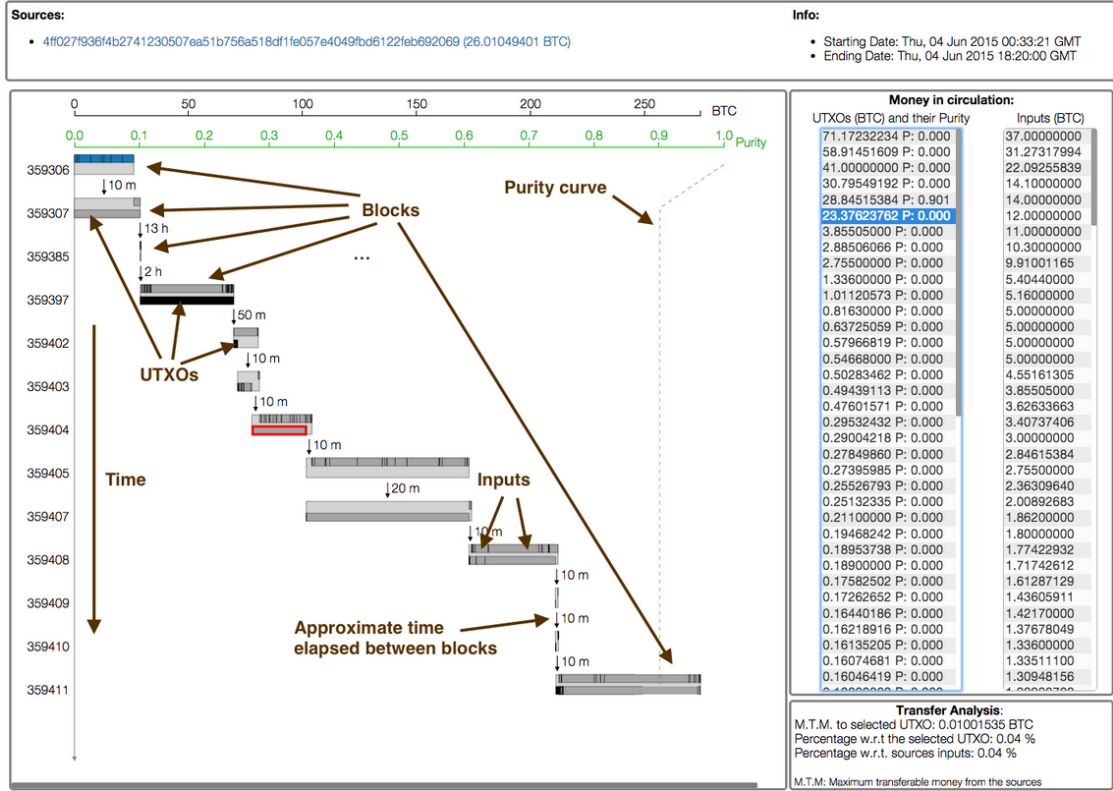 Sources:
• 4ff027f936f4b2741230507ea51b756a518df1fe057e4049fbd6122feb692069 (26.01049401 BTC)
Info:
• Starting Date: Thu, 04 Jun 2015 00:33:21 GMT
• Ending Date: Thu, 04 Jun 2015 18:20:00 GMT
0 50 100 150 200 250 BTC
0.0 0.1 0.2 0.3 0.4 0.5 0.6 0.7 0.8 0.9 1.0 Purity
359306
10 m
359307
13 h
359385
2 h
359397
50 m
359402
10 m
359403
10 m
359404
10 m
359405
20 m
359407
10 m
359408
10 m
359409
10 m
359410
10 m
359411
Blocks
...
Purity curve
UTXOs
Time
Inputs
Approximate time
elapsed between blocks
Money in circulation:
UTXOs (BTC) and their Purity
71.17232234 P: 0.000
58.91451609 P: 0.000
41.00000000 P: 0.000
30.79549192 P: 0.000
28.84515384 P: 0.901
23.37623762 P: 0.000
3.85505000 P: 0.000
2.88506066 P: 0.000
2.75500000 P: 0.000
1.33600000 P: 0.000
1.01120573 P: 0.000
0.81630000 P: 0.000
0.63725059 P: 0.000
0.57966819 P: 0.000
0.54668000 P: 0.000
0.50283462 P: 0.000
0.49439113 P: 0.000
0.47601571 P: 0.000
0.29532432 P: 0.000
0.29004218 P: 0.000
0.27849860 P: 0.000
0.27395985 P: 0.000
0.25526793 P: 0.000
0.25132335 P: 0.000
0.21100000 P: 0.000
0.19468242 P: 0.000
0.18953738 P: 0.000
0.18900000 P: 0.000
0.17582502 P: 0.000
0.17262652 P: 0.000
0.16440186 P: 0.000
0.16218916 P: 0.000
0.16135205 P: 0.000
0.16074681 P: 0.000
0.16046419 P: 0.000
Inputs (BTC)
37.00000000
31.27317994
22.09255839
14.10000000
14.00000000
12.00000000
11.00000000
10.30000000
9.91001165
5.40440000
5.16000000
5.00000000
5.00000000
5.00000000
5.00000000
4.55161305
3.85505000
3.62633663
3.40737406
3.00000000
2.84615384
2.75500000
2.36309640
2.00892683
1.86200000
1.80000000
1.77422932
1.71742612
1.61287129
1.43605911
1.42170000
1.37678049
1.33600000
1.33511100
1.30948156
Transfer Analysis:
M.T.M. to selected UTXO: 0.01001535 BTC
Percentage w.r.t the selected UTXO: 0.04 %
Percentage w.r.t. sources inputs: 0.04 %
M.T.M: Maximum transferable money from the sources